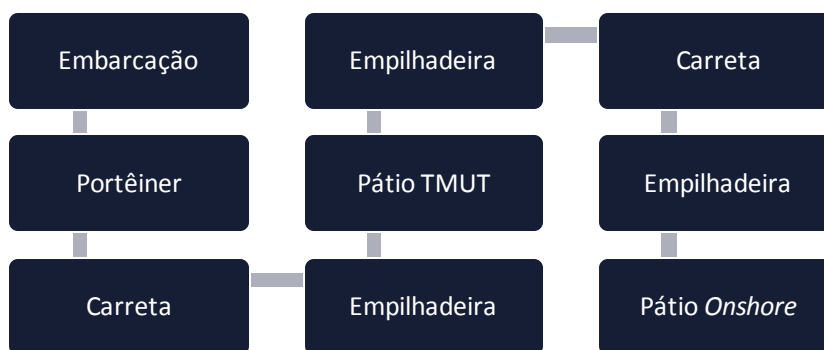 Embarcação
Portêiner
Carreta
Empilhadeira
Pátio TMUT
Empilhadeira
Carreta
Empilhadeira
Pátio Onshore